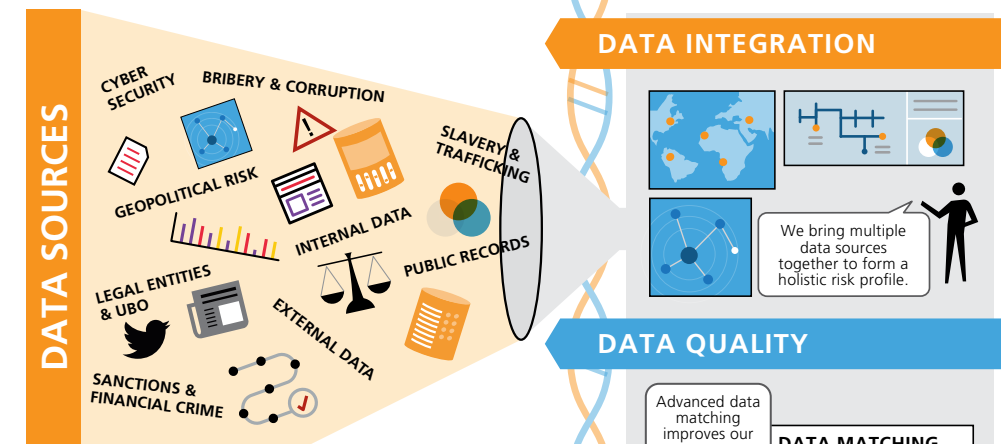 DATA SOURCES
CYBER
SECURITY
BRIBERY & CORRUPTION
SLAVERY &
TRAFFICKING
GEOPOLITICAL RISK
INTERNAL DATA
PUBLIC RECORDS
LEGAL ENTITIES
& UBO
EXTERNAL DATA
SANCTIONS &
FINANCIAL CRIME
DATA INTEGRATION
We bring multiple
data sources
together to form a
holistic risk profile.
DATA QUALITY
Advanced data
matching
improves our
DATA MATCHING